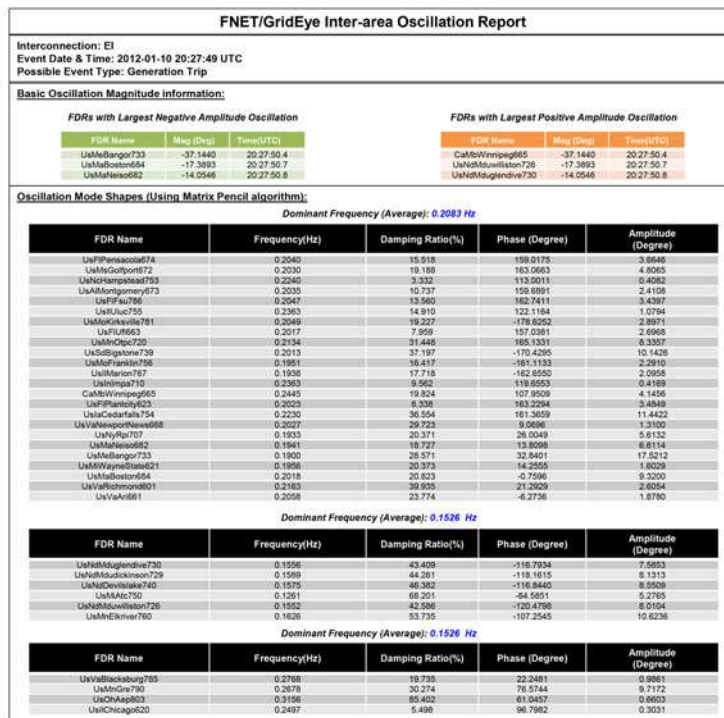 FNET/GridEye Inter-area Oscillation Report
Interconnection: EI
Event Date & Time: 2012-01-10 20:27:49 UTC
Possible Event Type: Generation Trip
Basic Oscillation Magnitude information:
FDRs with Largest Negative Amplitude Oscillation
FDR Name Mag (Deg) Time(UTC)
UsMeBangor733 -37.1440 20:27:50.4
UsMaBoston684 -17.3893 20:27:50.7
UsMaNeiso682 -14.0546 20:27:50.8
FDRs with Largest Positive Amplitude Oscillation
FDR Name Mag (Deg) Time(UTC)
CaMbWinnipeg665 -37.1440 20:27:50.4
UsNdMduwilliston726 -17.3893 20:27:50.7
UsNdMduglendive730 -14.0546 20:27:50.8
Oscillation Mode Shapes (Using Matrix Pencil algorithm):
Dominant Frequency (Average): 0.2083 Hz
FDR Name Frequency(Hz) Damping Ratio(%) Phase (Degree) Amplitude (Degree)
UsFlPensacola674 0.2040 15.518 159.0175 3.6646
UsMsGolfport672 0.2030 19.188 163.0663 4.8065
UsNcHampstead753 0.2240 3.332 113.0011 0.4082
UsAlMontgomery673 0.2035 10.737 159.6891 2.4108
UsFlFsu786 0.2047 13.560 162.7411 3.4397
UsIlUiuc755 0.2363 14.910 122.1164 1.0794
UsMoKirksville781 0.2049 19.227 -178.6252 2.8971
UsFlUfl663 0.2017 7.959 157.0381 2.6968
UsMnOtpc720 0.2134 31.448 165.1331 8.3357
UsSdBigstone739 0.2013 37.197 -170.4295 10.1426
UsMoFranklin756 0.1951 16.417 -161.1133 2.2910
UsIlMarion767 0.1938 17.718 -162.6550 2.0958
UsInImpa710 0.2363 9.562 119.6553 0.4169
CaMbWinnipeg665 0.2445 19.824 107.9509 4.1456
UsFlPlantcity623 0.2023 8.338 163.2294 3.4849
UsIaCedarfalls754 0.2230 36.554 161.3659 11.4422
UsVaNewportNews668 0.2027 29.723 9.0696 1.3100
UsNyRpi707 0.1933 20.371 26.0049 5.6132
UsMaNeiso682 0.1941 18.727 13.8098 6.6114
UsMeBangor733 0.1900 28.571 32.8401 17.5212
UsMiWayneState621 0.1956 20.373 14.2555 1.6029
UsMaBoston684 0.2018 20.823 -0.7596 9.3200
UsVaRichmond601 0.2163 39.935 21.2929 2.6054
UsVaAri661 0.2058 23.774 -6.2736 1.8780
Dominant Frequency (Average): 0.1526 Hz
FDR Name Frequency(Hz) Damping Ratio(%) Phase (Degree) Amplitude (Degree)
UsNdMduglendive730 0.1556 43.409 -116.7934 7.5853
UsNdMdudickinson729 0.1589 44.261 -118.1615 8.1313
UsNdDevilslake740 0.1575 46.382 -116.8440 8.5509
UsMiAtc750 0.1261 68.201 -84.5851 5.2765
UsNdMduwilliston726 0.1552 42.586 -120.4798 8.0104
UsMnElkriver760 0.1626 53.735 -107.2545 10.6236
Dominant Frequency (Average): 0.1526 Hz
FDR Name Frequency(Hz) Damping Ratio(%) Phase (Degree) Amplitude (Degree)
UsVaBlacksburg785 0.2768 19.735 22.2481 0.9861
UsMnGre790 0.2678 30.274 76.5744 9.7172
UsOhAep803 0.3156 85.402 61.0457 0.6603
UsIlChicago620 0.2497 5.498 96.7982 0.3031